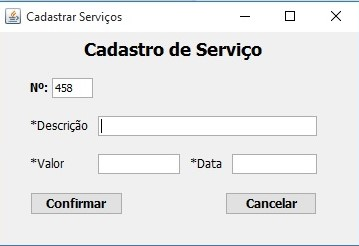 Cadastrar Serviços
Cadastro de Serviço
Nº: 458
*Descrição
*Valor *Data
Confirmar Cancelar